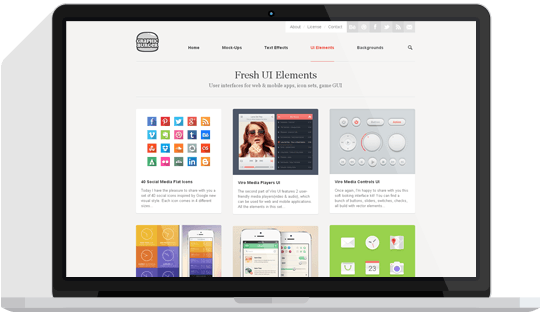 About License Contact
GRAPHIC
BURGER
Home Mock-Ups Text Effects UI Elements Backgrounds
Fresh UI Elements
User interfaces for web & mobile apps, icon sets, game GUI
40 Social Media Flat Icons
Today I have the pleasure to share with you a
set of 40 social icons inspired by Google new
visual style. Each icon comes in 4 different
sizes
Vire Media Players UI
The second part of Vire UI features 2 user-
friendly media players(video & audio), which
can be used for web and mobile applications.
All the elements in this set
Vire Media Controls UI
Once again, I'm happy to share with you this
soft looking interface kit! You can find a
bunch of buttons, sliders, switches, checks,
all build with vector elements
23